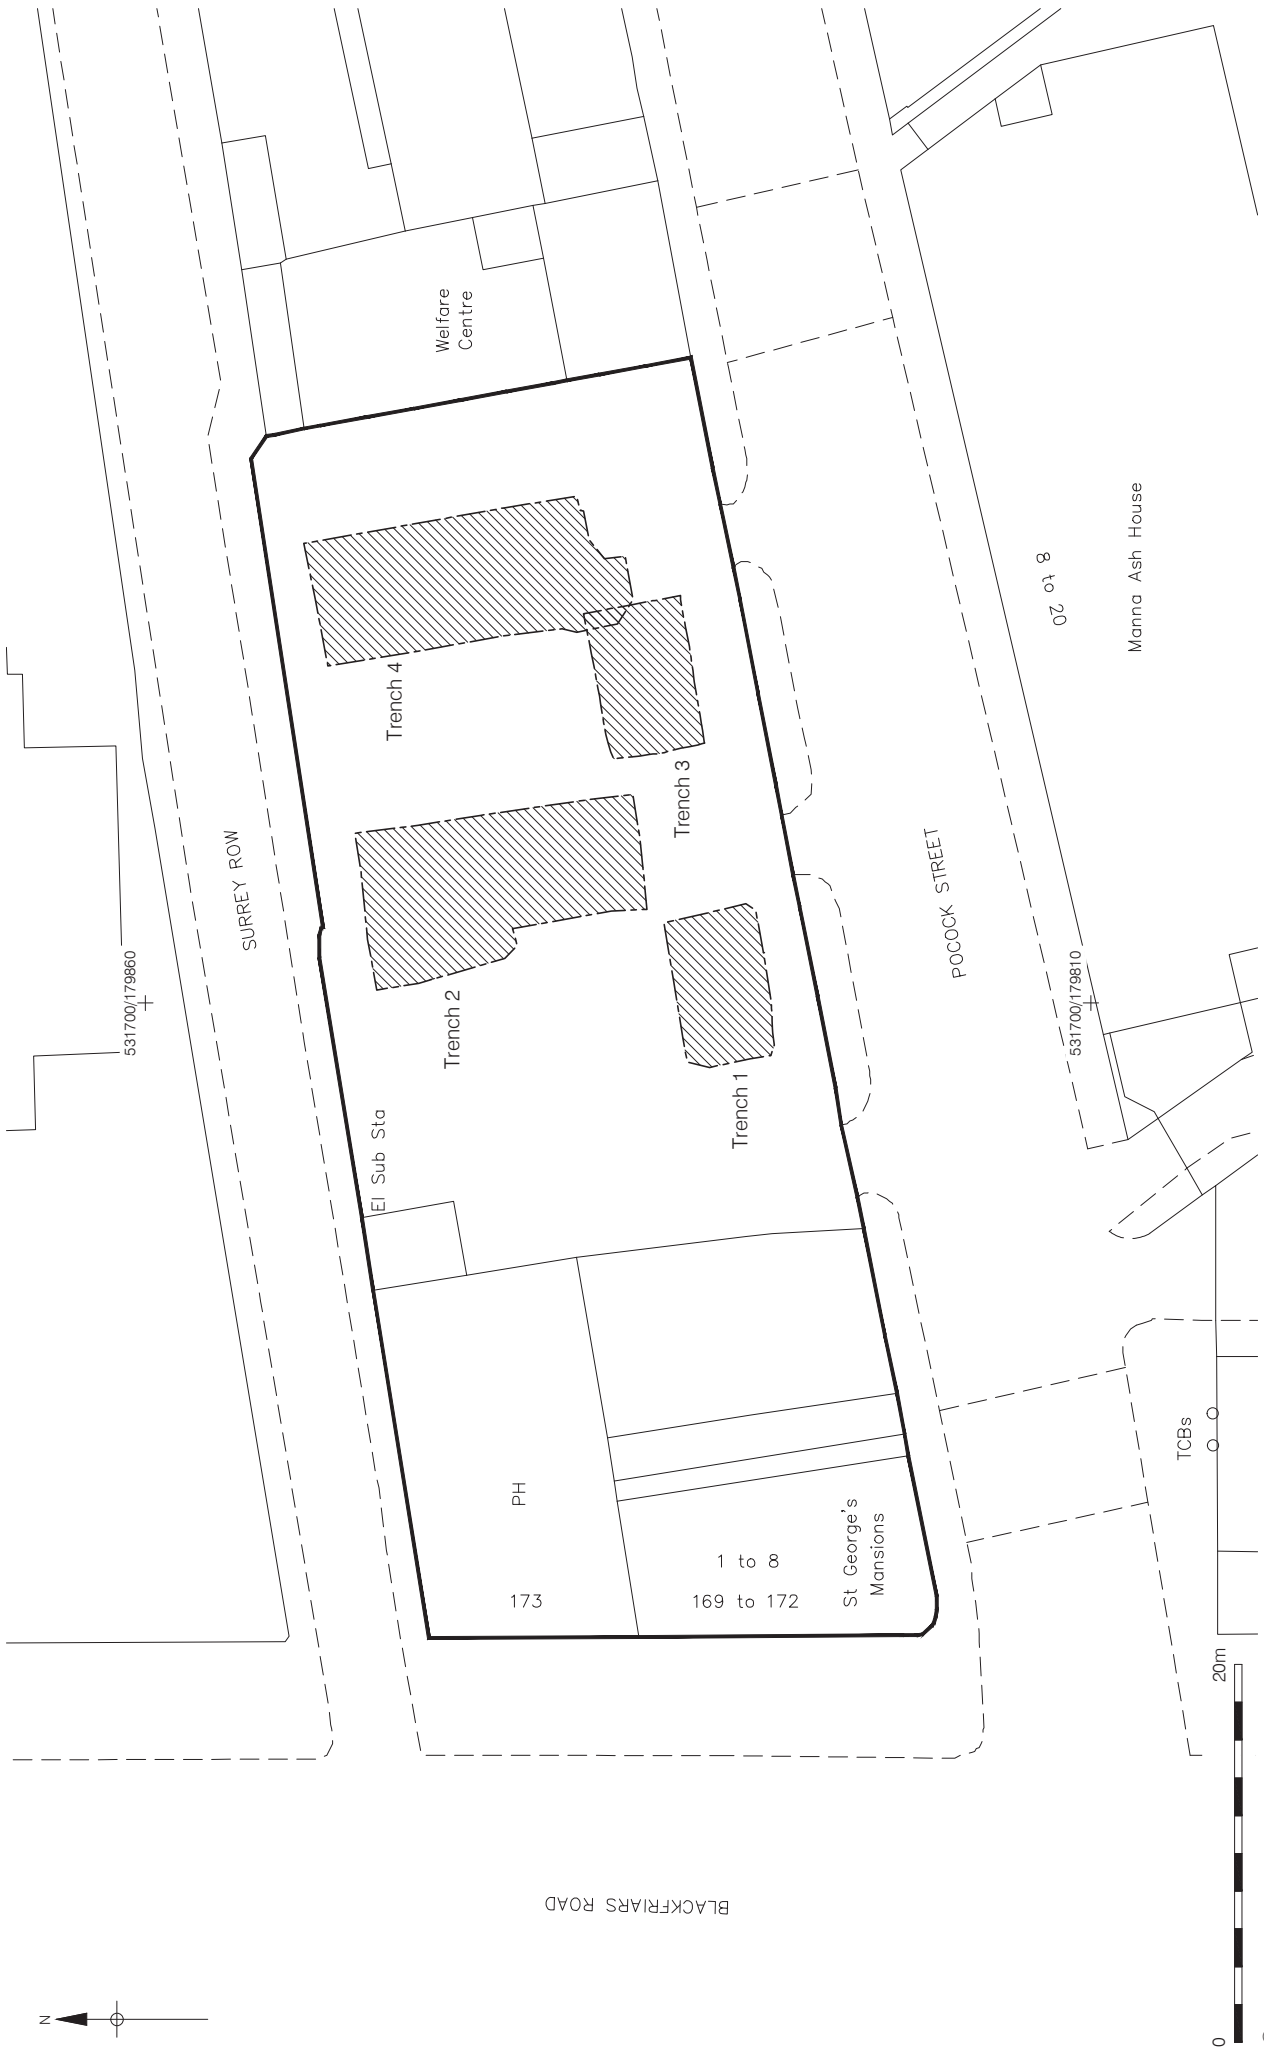 N
BLACKFRIARS ROAD
SURREY ROW
531700/179860
El Sub Sta
Trench 2
Trench 4
Welfare
Centre
PH
173
1 to 8
169 to 172
St George's
Mansions
Trench 1
Trench 3
POCOCK STREET
531700/179810
8 to 20
Manna Ash House
TCBs
0
20m